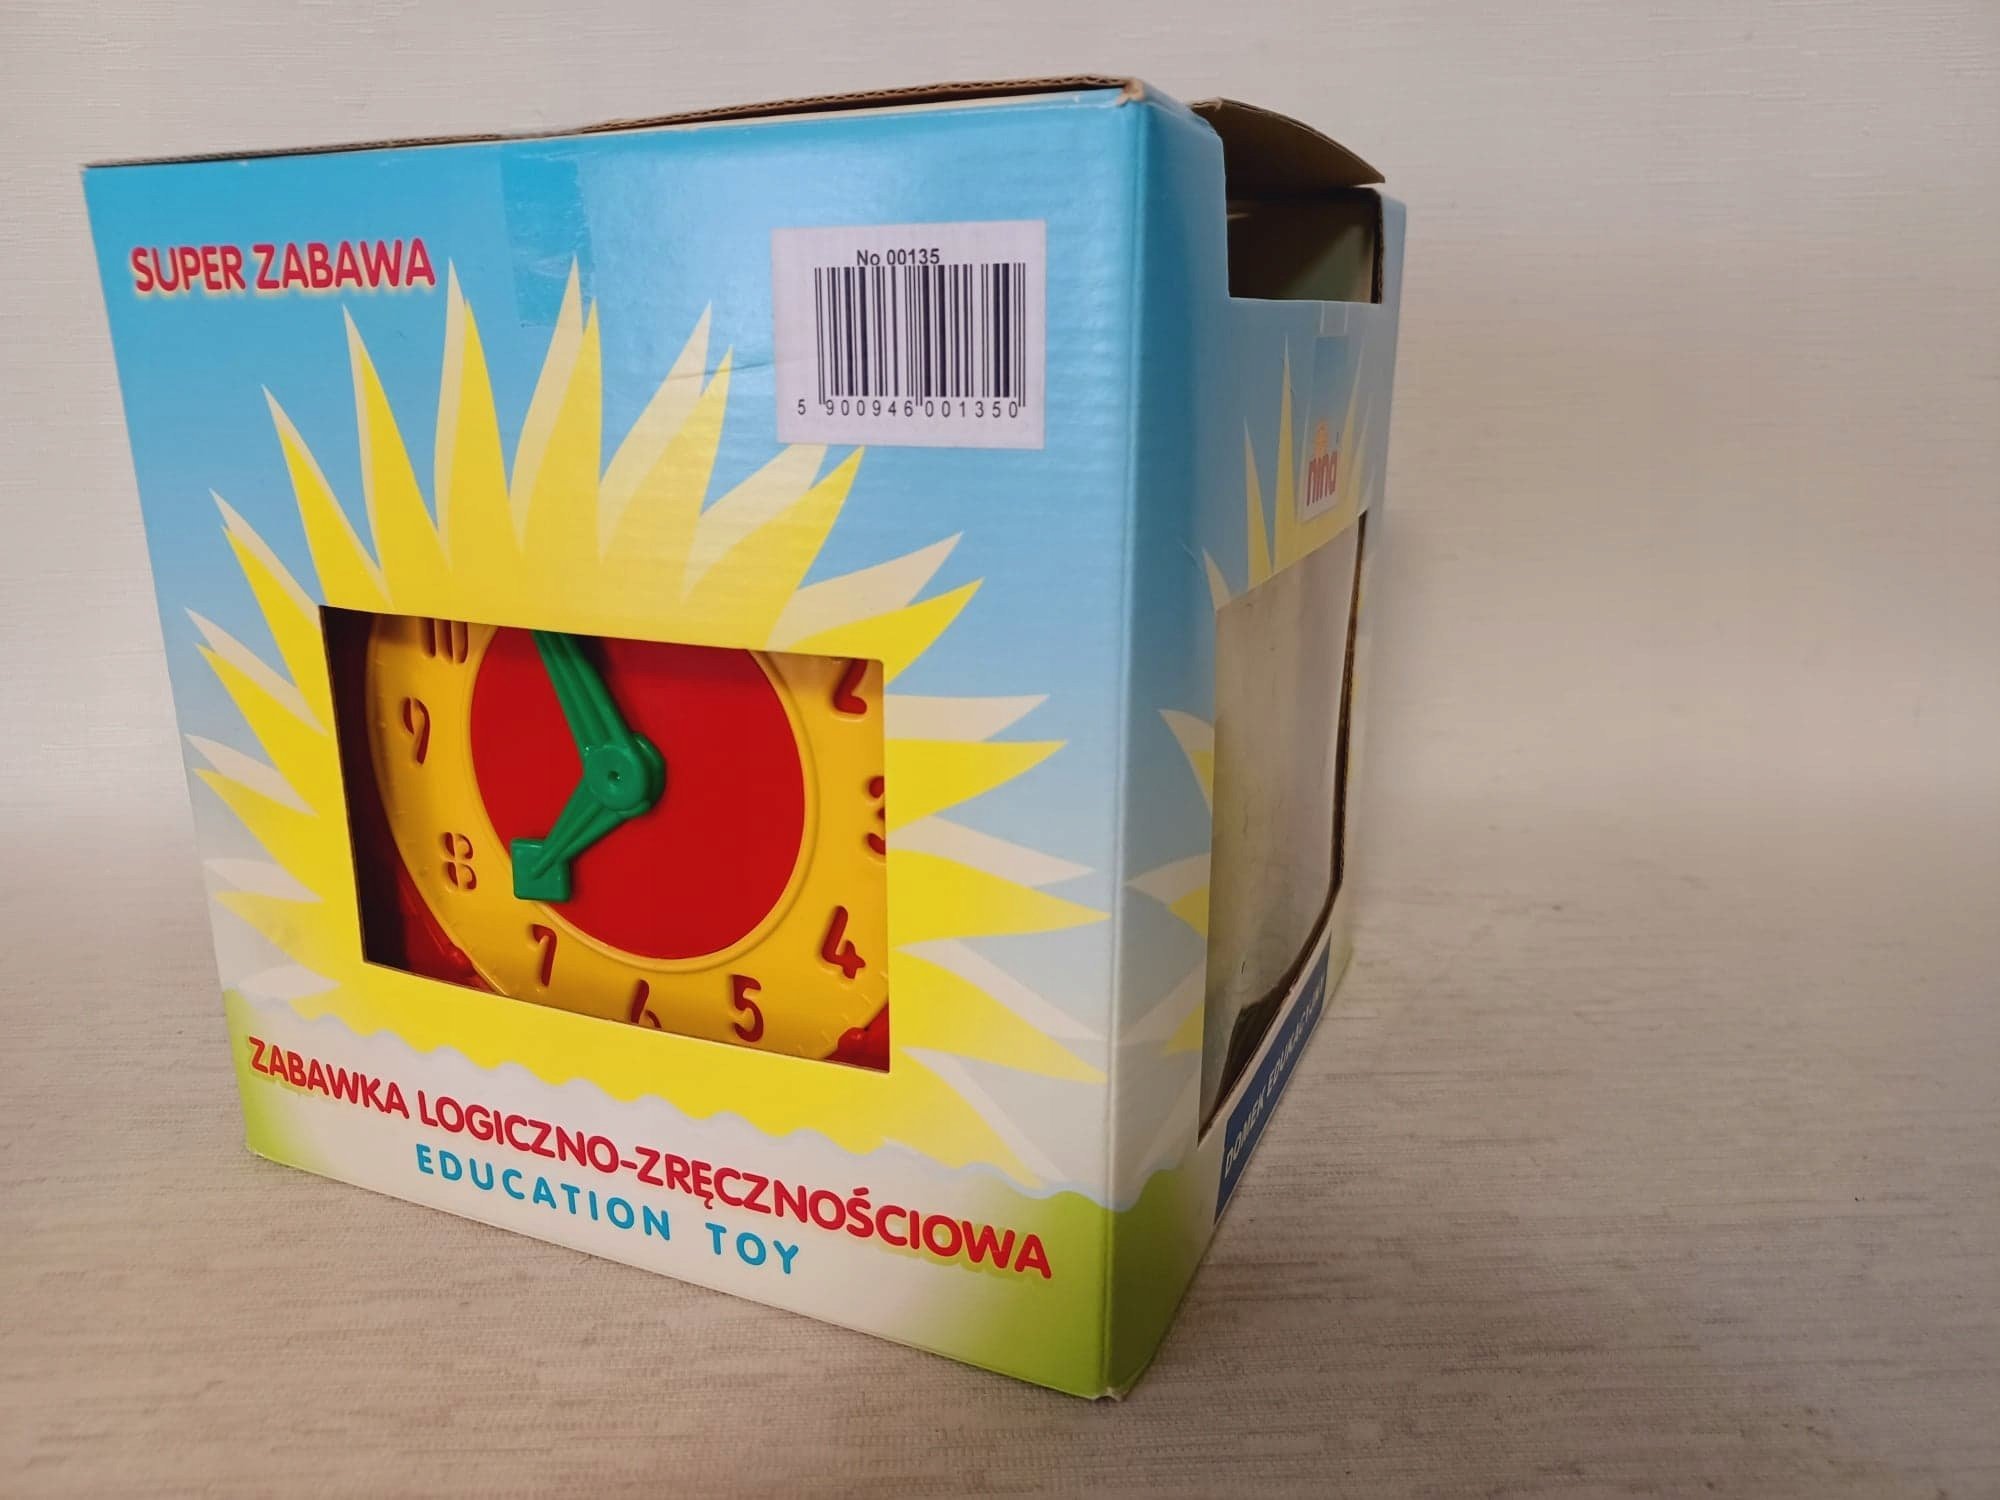 SUPER ZABAWA
No 00135
5 900946 001350
nina
10
2
9
3
8
4
7
6
5
ZABAWKA LOGICZNO-ZRĘCZNOŚCIOWA
EDUCATION TOY
DOMEK EDUKACYJNY